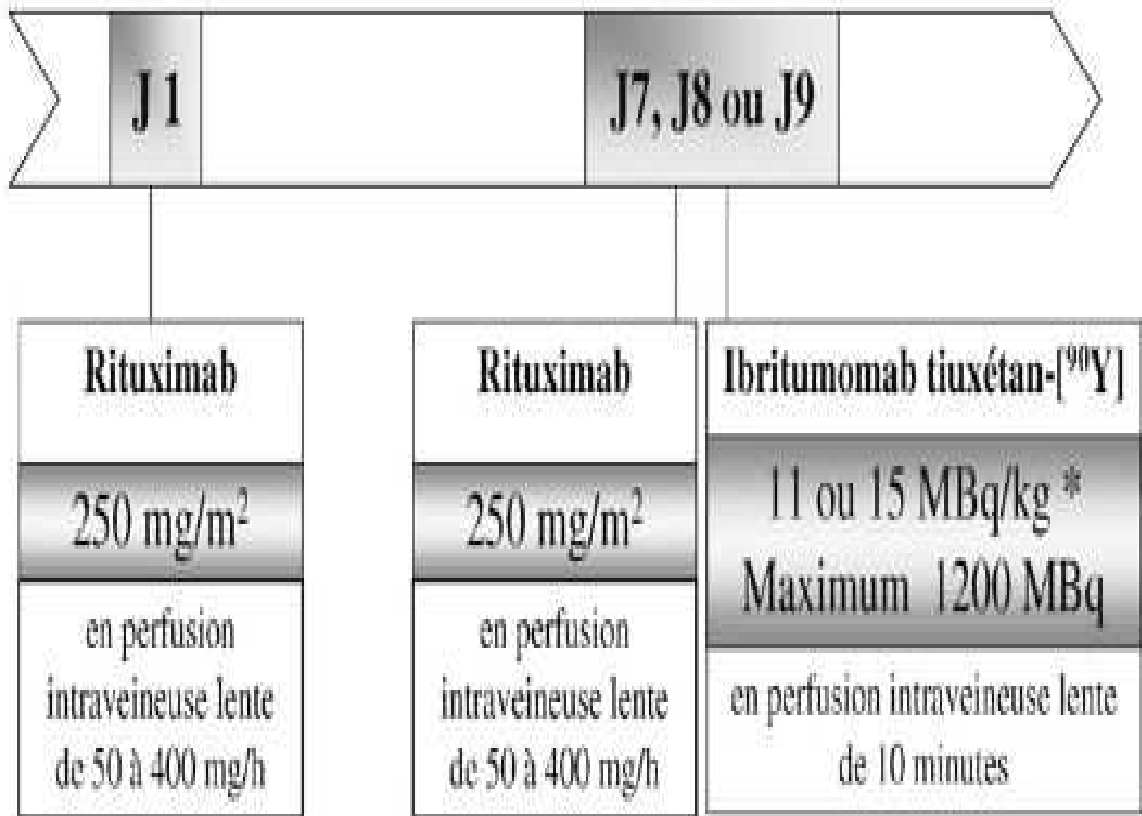 J 1
J7, J8 ou J9
Rituximab
250 mg/m²
en perfusion
intraveineuse lente
de 50 à 400 mg/h
Rituximab
250 mg/m²
en perfusion
intraveineuse lente
de 50 à 400 mg/h
Ibritumomab tiuxétan-[⁹⁰Y]
11 ou 15 MBq/kg *
Maximum 1200 MBq
en perfusion intraveineuse lente
de 10 minutes